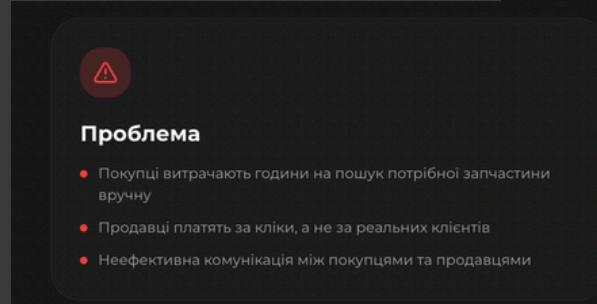 Проблема
Покупці витрачають години на пошук потрібної запчастини
вручну
Продавці платять за кліки, а не за реальних клієнтів
Неефективна комунікація між покупцями та продавцями